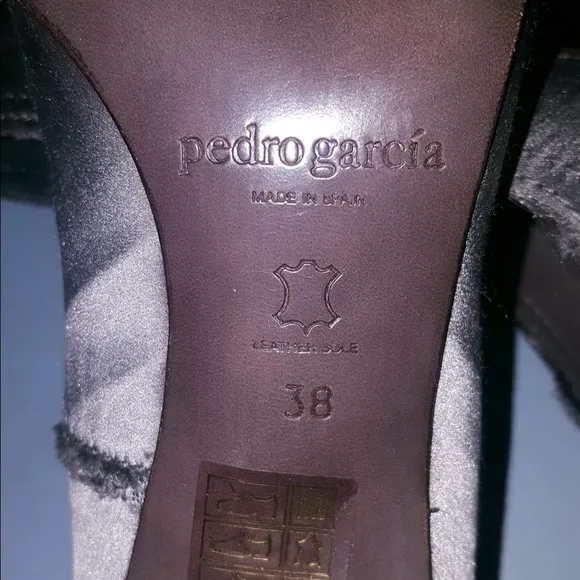 pedro garcía
MADE IN SPAIN
LEATHER SOLE
38